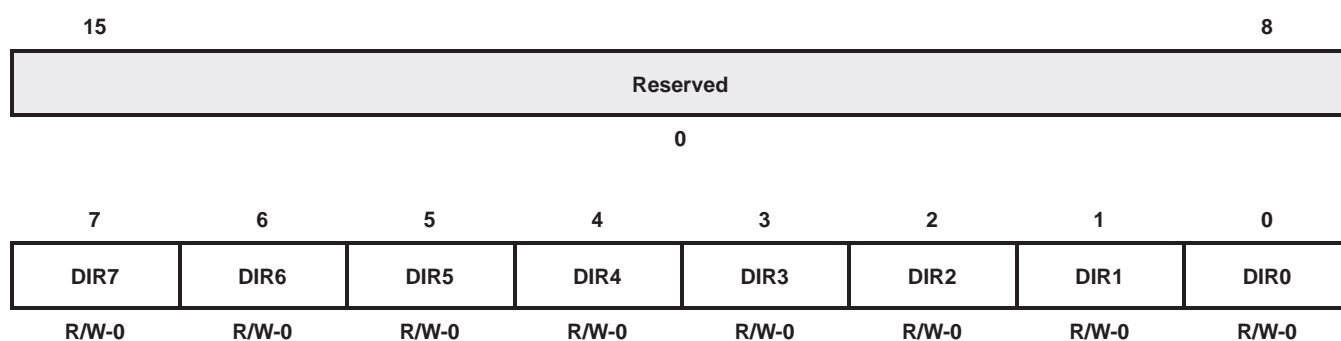 15 8
Reserved
0
7 6 5 4 3 2 1 0
DIR7 DIR6 DIR5 DIR4 DIR3 DIR2 DIR1 DIR0
R/W-0 R/W-0 R/W-0 R/W-0 R/W-0 R/W-0 R/W-0 R/W-0